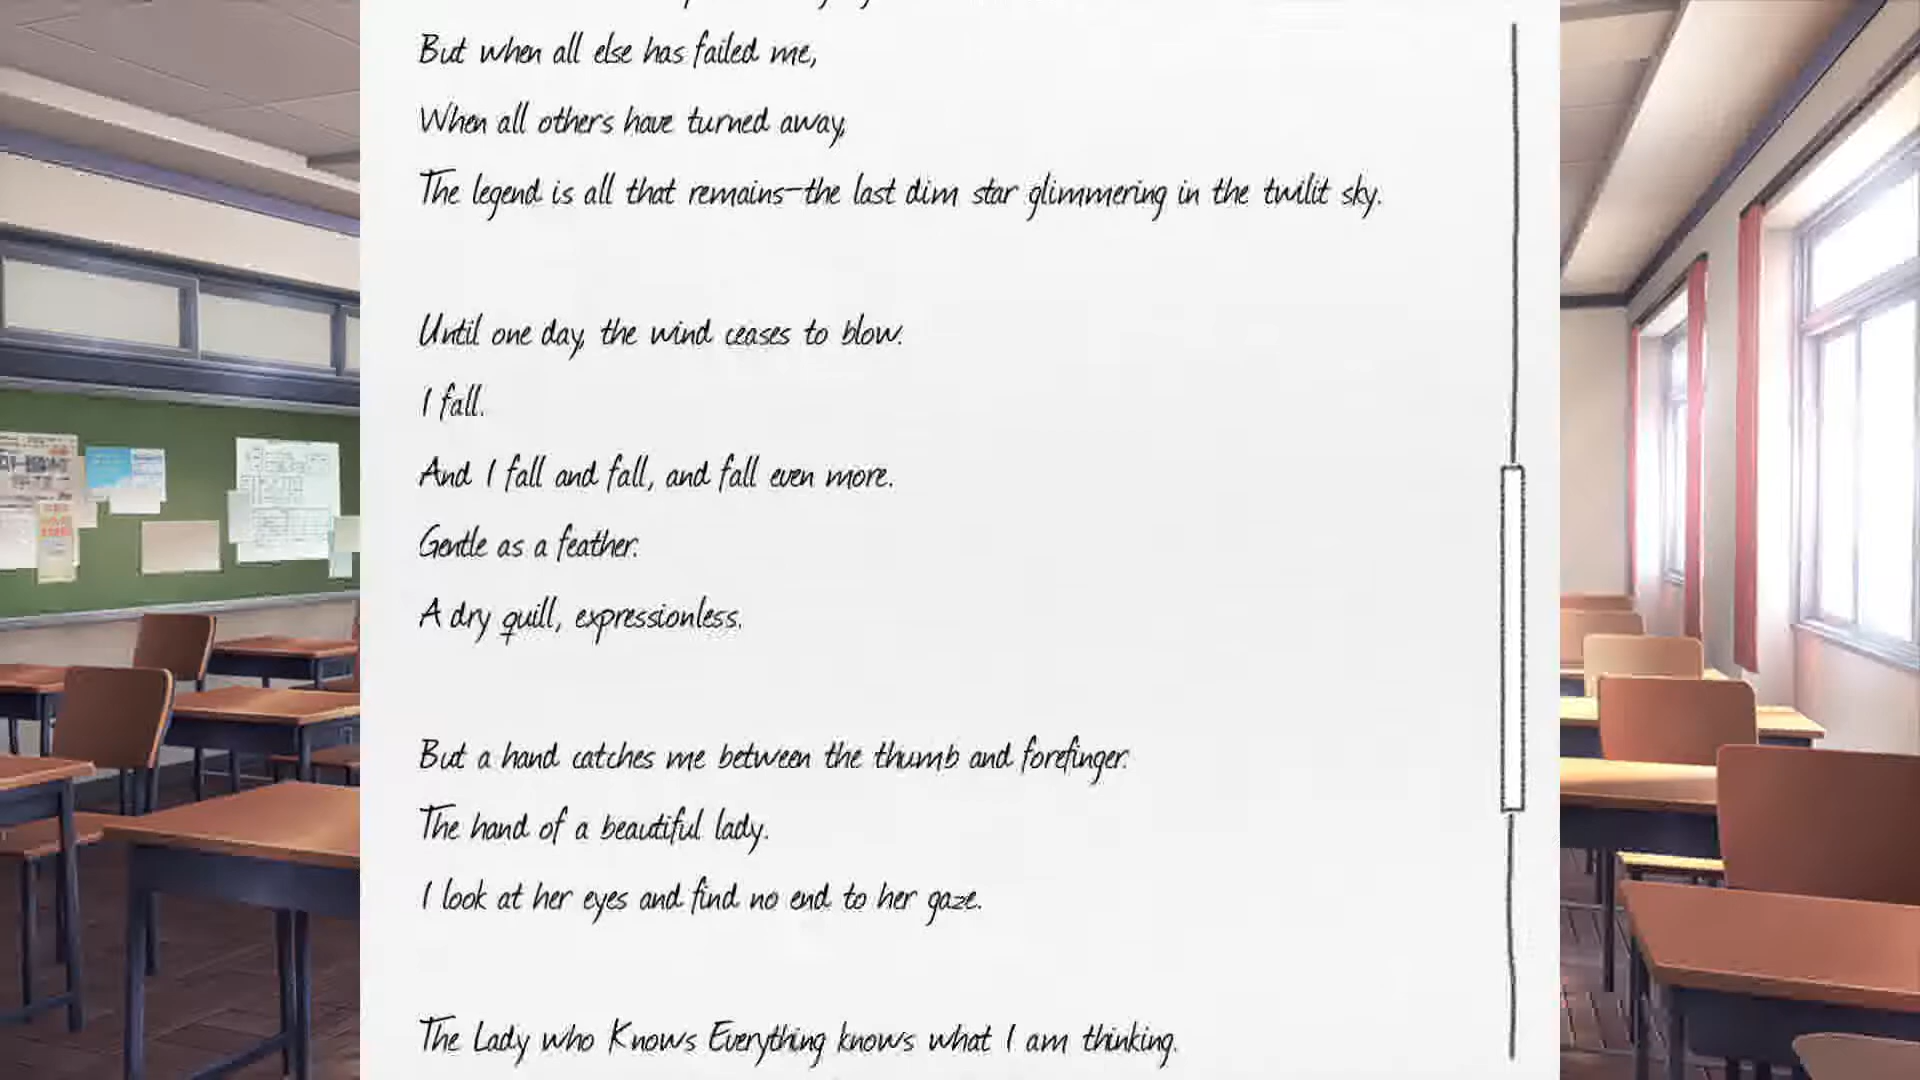 But when all else has failed me,
When all others have turned away,
The legend is all that remains—the last dim star glimmering in the twilit sky.
Until one day, the wind ceases to blow.
I fall.
And I fall and fall, and fall even more.
Gentle as a feather.
A dry quill, expressionless.
But a hand catches me between the thumb and forefinger.
The hand of a beautiful lady.
I look at her eyes and find no end to her gaze.
The Lady who Knows Everything knows what I am thinking.